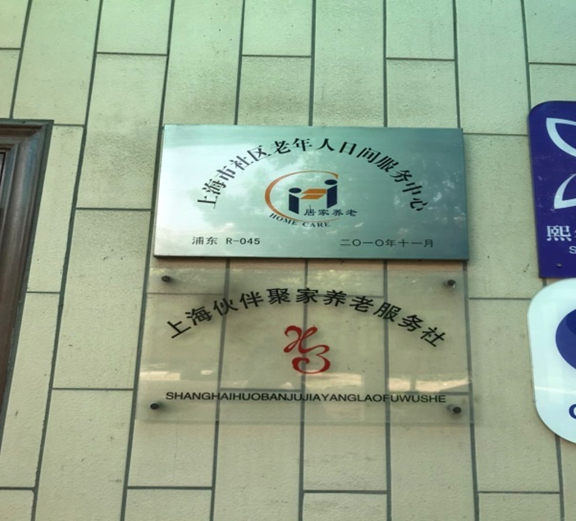 上海市社区老年人日间服务中心
居家养老
HOME CARE
浦东 R-045
二〇一〇年十一月
上海伙伴聚家养老服务社
SHANGHAIHUOBANJUJIAYANGLAOFUWUSHE
熙
S